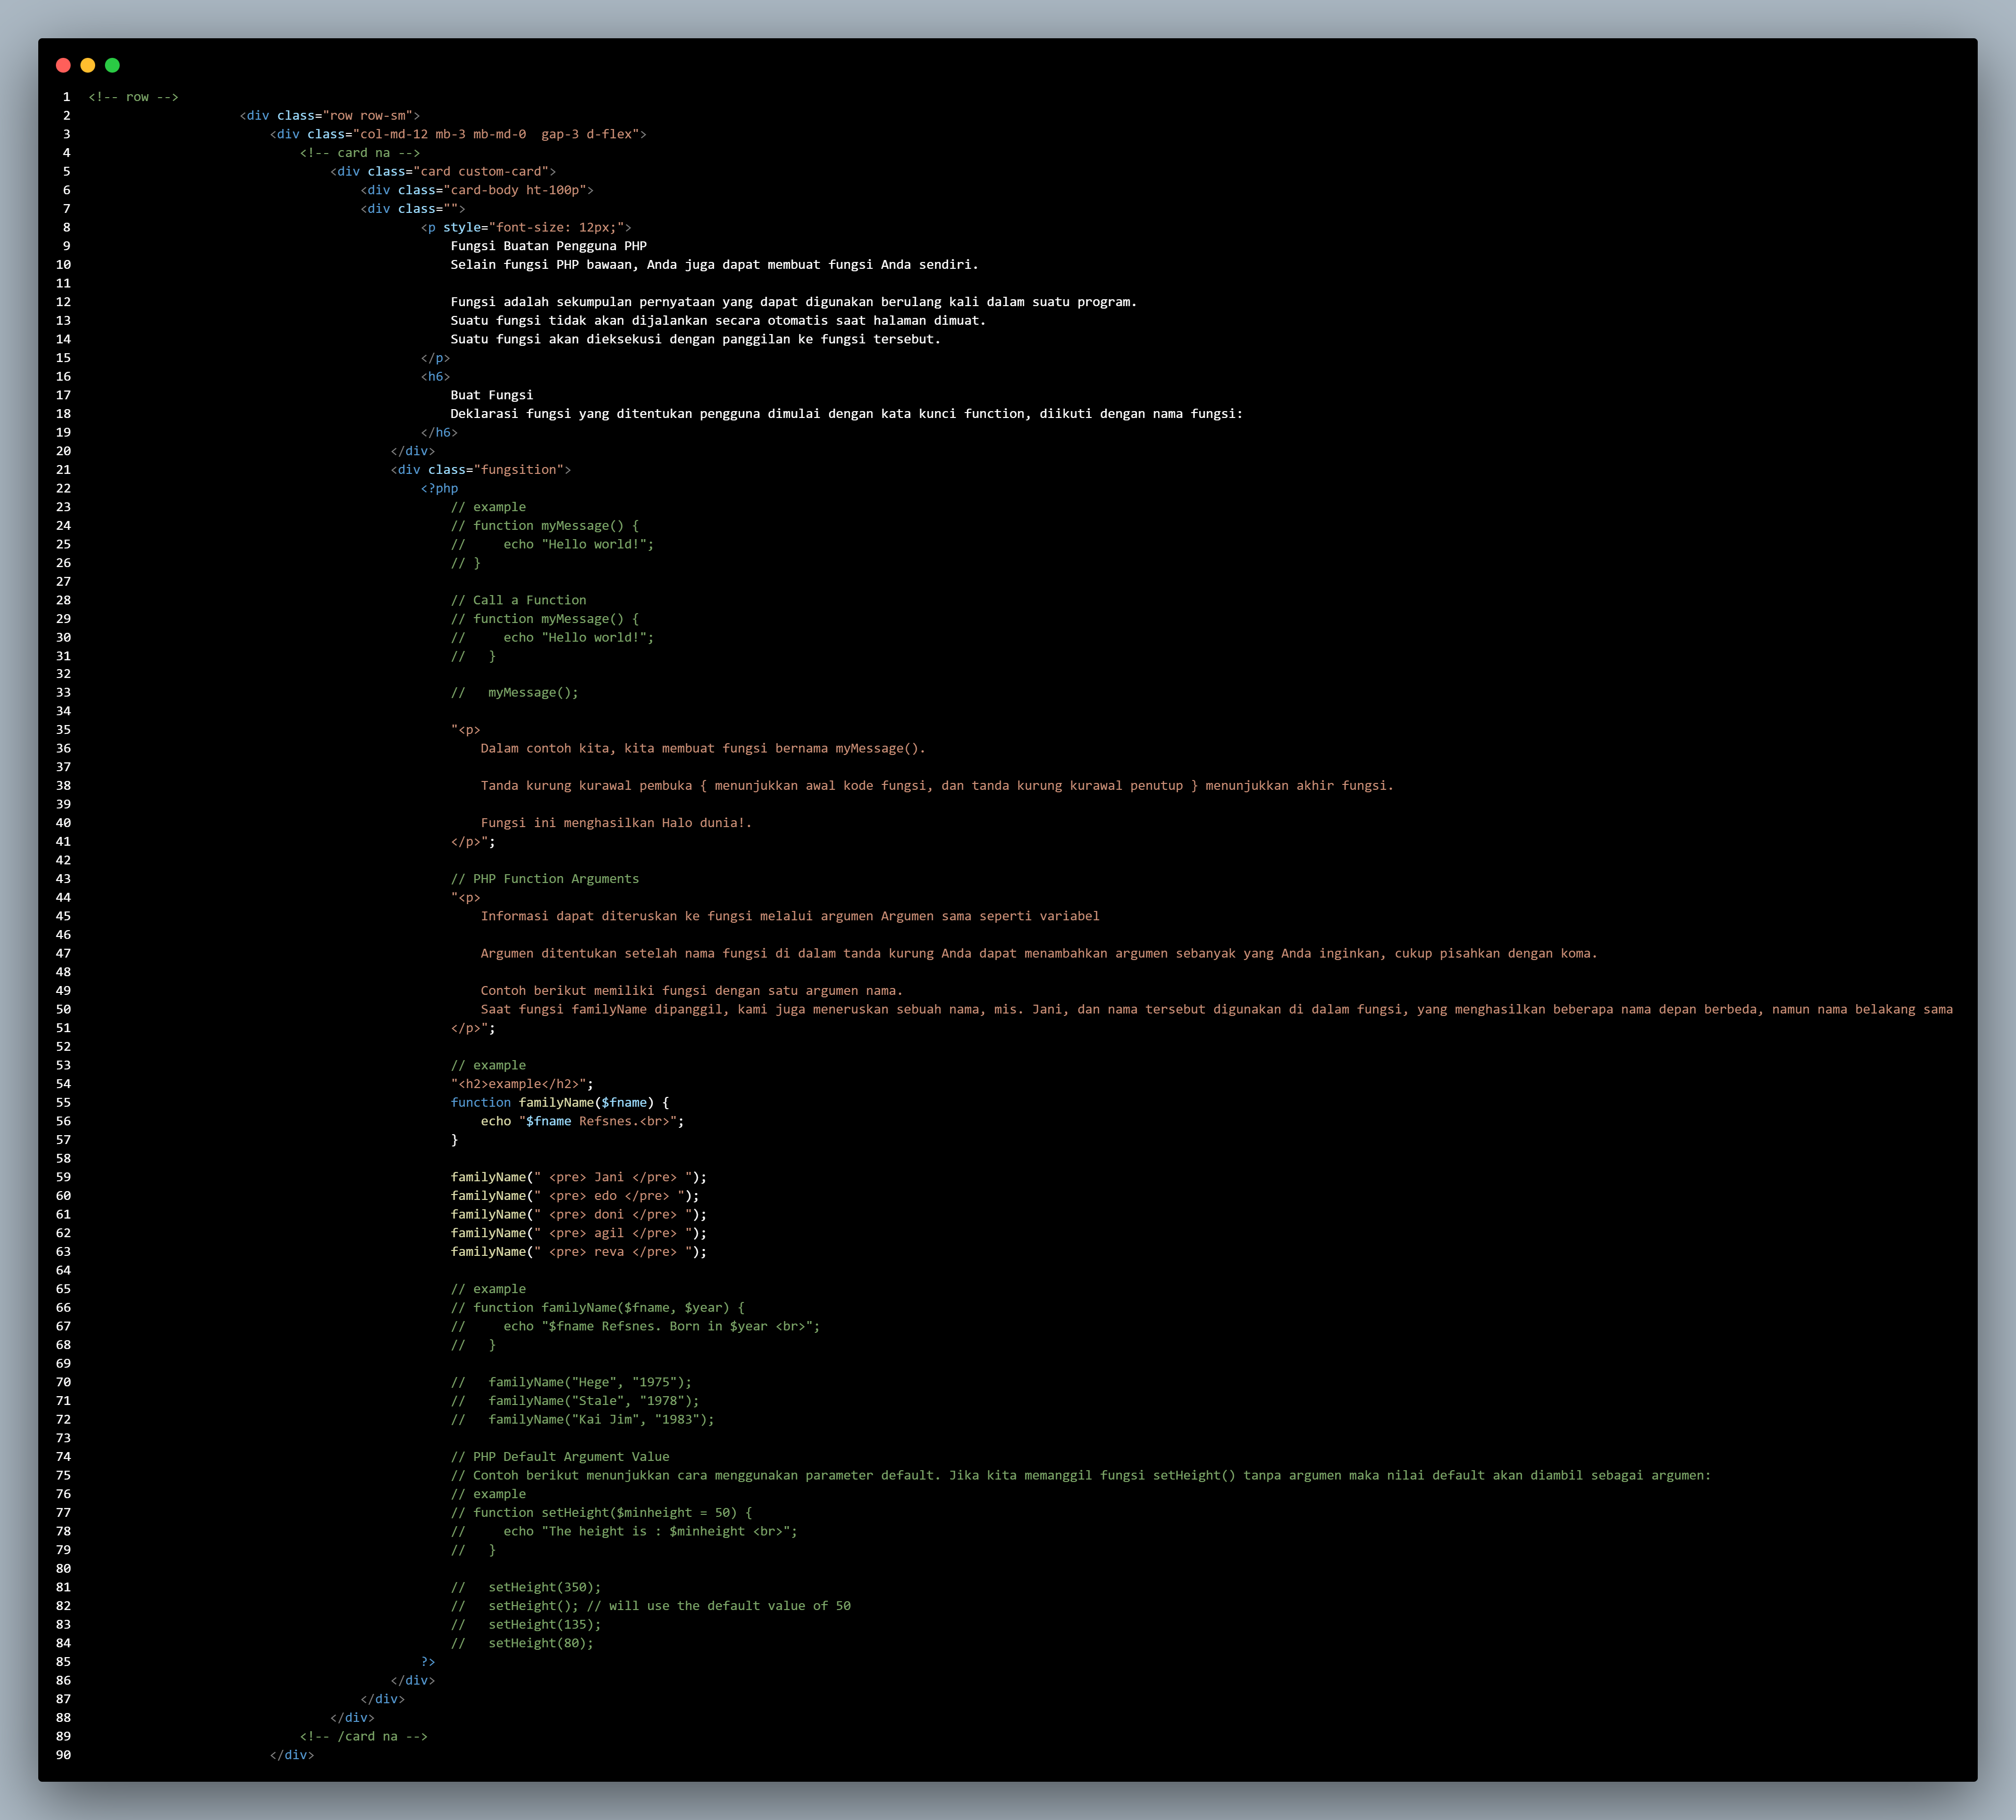 1 <!-- row -->
2 <div class="row row-sm">
3 <div class="col-md-12 mb-3 mb-md-0  gap-3 d-flex">
4 <!-- card na -->
5 <div class="card custom-card">
6 <div class="card-body ht-100p">
7 <div class="">
8 <p style="font-size: 12px;">
9 Fungsi Buatan Pengguna PHP
10 Selain fungsi PHP bawaan, Anda juga dapat membuat fungsi Anda sendiri.
11
12 Fungsi adalah sekumpulan pernyataan yang dapat digunakan berulang kali dalam suatu program.
13 Suatu fungsi tidak akan dijalankan secara otomatis saat halaman dimuat.
14 Suatu fungsi akan dieksekusi dengan panggilan ke fungsi tersebut.
15 </p>
16 <h6>
17 Buat Fungsi
18 Deklarasi fungsi yang ditentukan pengguna dimulai dengan kata kunci function, diikuti dengan nama fungsi:
19 </h6>
20 </div>
21 <div class="fungsition">
22 <?php
23 // example
24 // function myMessage() {
25 //     echo "Hello world!";
26 // }
27
28 // Call a Function
29 // function myMessage() {
30 //     echo "Hello world!";
31 //   }
32
33 //   myMessage();
34
35 "<p>
36 Dalam contoh kita, kita membuat fungsi bernama myMessage().
37
38 Tanda kurung kurawal pembuka { menunjukkan awal kode fungsi, dan tanda kurung kurawal penutup } menunjukkan akhir fungsi.
39
40 Fungsi ini menghasilkan Halo dunia!.
41 </p>";
42
43 // PHP Function Arguments
44 "<p>
45 Informasi dapat diteruskan ke fungsi melalui argumen Argumen sama seperti variabel
46
47 Argumen ditentukan setelah nama fungsi di dalam tanda kurung Anda dapat menambahkan argumen sebanyak yang Anda inginkan, cukup pisahkan dengan koma.
48
49 Contoh berikut memiliki fungsi dengan satu argumen nama.
50 Saat fungsi familyName dipanggil, kami juga meneruskan sebuah nama, mis. Jani, dan nama tersebut digunakan di dalam fungsi, yang menghasilkan beberapa nama depan berbeda, namun nama belakang sama
51 </p>";
52
53 // example
54 "<h2>example</h2>";
55 function familyName($fname) {
56 echo "$fname Refsnes.<br>";
57 }
58
59 familyName(" <pre> Jani </pre> ");
60 familyName(" <pre> edo </pre> ");
61 familyName(" <pre> doni </pre> ");
62 familyName(" <pre> agil </pre> ");
63 familyName(" <pre> reva </pre> ");
64
65 // example
66 // function familyName($fname, $year) {
67 //     echo "$fname Refsnes. Born in $year <br>";
68 //   }
69
70 //   familyName("Hege", "1975");
71 //   familyName("Stale", "1978");
72 //   familyName("Kai Jim", "1983");
73
74 // PHP Default Argument Value
75 // Contoh berikut menunjukkan cara menggunakan parameter default. Jika kita memanggil fungsi setHeight() tanpa argumen maka nilai default akan diambil sebagai argumen:
76 // example
77 // function setHeight($minheight = 50) {
78 //     echo "The height is : $minheight <br>";
79 //   }
80
81 //   setHeight(350);
82 //   setHeight(); // will use the default value of 50
83 //   setHeight(135);
84 //   setHeight(80);
85 ?>
86 </div>
87 </div>
88 </div>
89 <!-- /card na -->
90 </div>